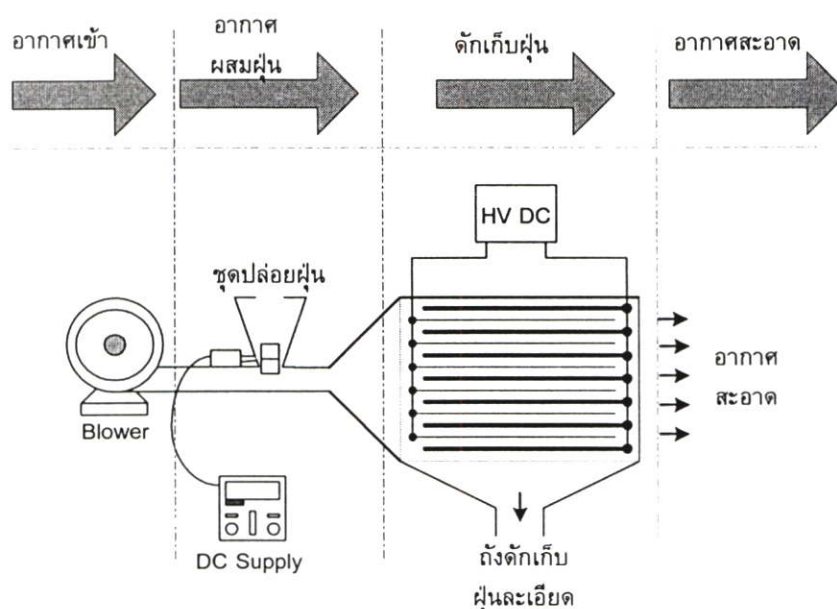 อากาศเข้า
อากาศ
ผสมฝุ่น
ดักเก็บฝุ่น
อากาศสะอาด
HV DC
ชุดปล่อยฝุ่น
Blower
DC Supply
อากาศ
สะอาด
ถังดักเก็บ
ฝุ่นละเอียด